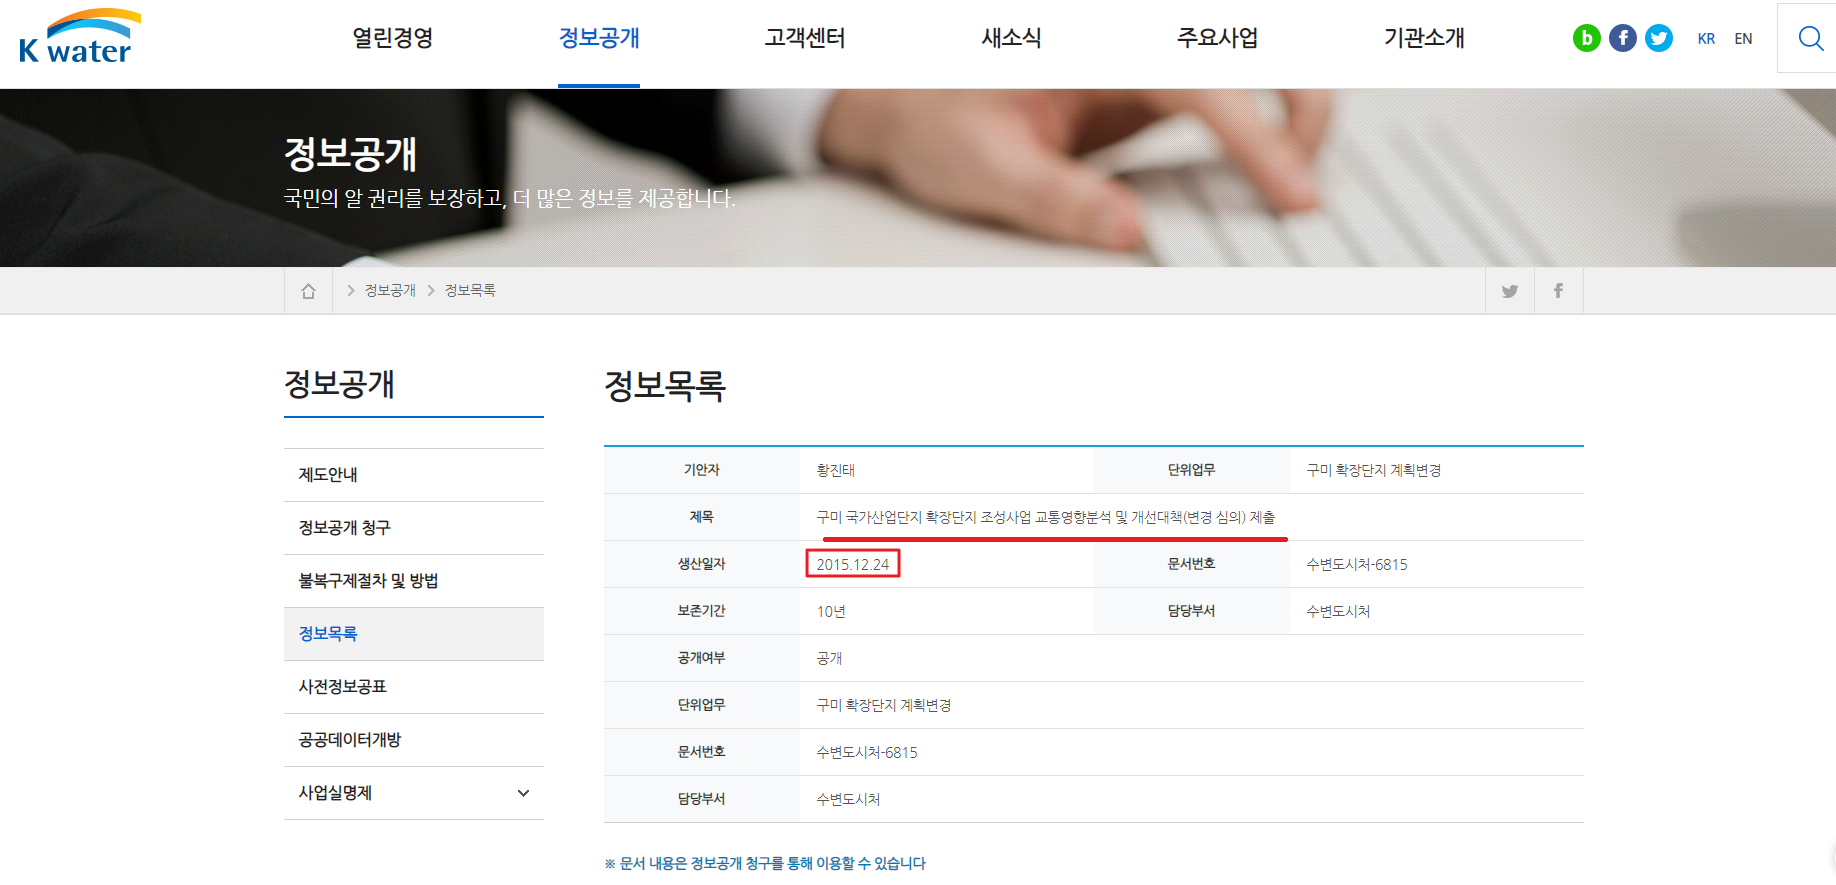 K water
열린경영 정보공개 고객센터 새소식 주요사업 기관소개 b f KR EN
정보공개
국민의 알 권리를 보장하고, 더 많은 정보를 제공합니다.
정보공개 정보목록 f
정보공개
제도안내
정보공개 청구
불복구제절차 및 방법
정보목록
사전정보공표
공공데이터개방
사업실명제
정보목록
기안자 황진태 단위업무 구미 확장단지 계획변경
제목 구미 국가산업단지 확장단지 조성사업 교통영향분석 및 개선대책(변경 심의) 제출
생산일자 2015.12.24 문서번호 수변도시처-6815
보존기간 10년 담당부서 수변도시처
공개여부 공개
단위업무 구미 확장단지 계획변경
문서번호 수변도시처-6815
담당부서 수변도시처
※ 문서 내용은 정보공개 청구를 통해 이용할 수 있습니다